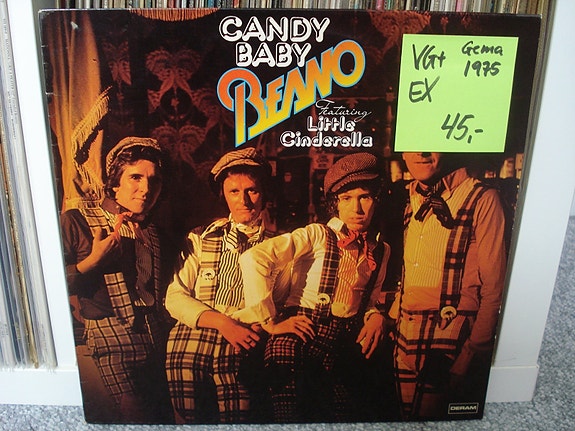 CANDY
BABY
BEANO
Featuring
Little
Cinderella
VG+ Gema
1975
EX
45,-
DERAM